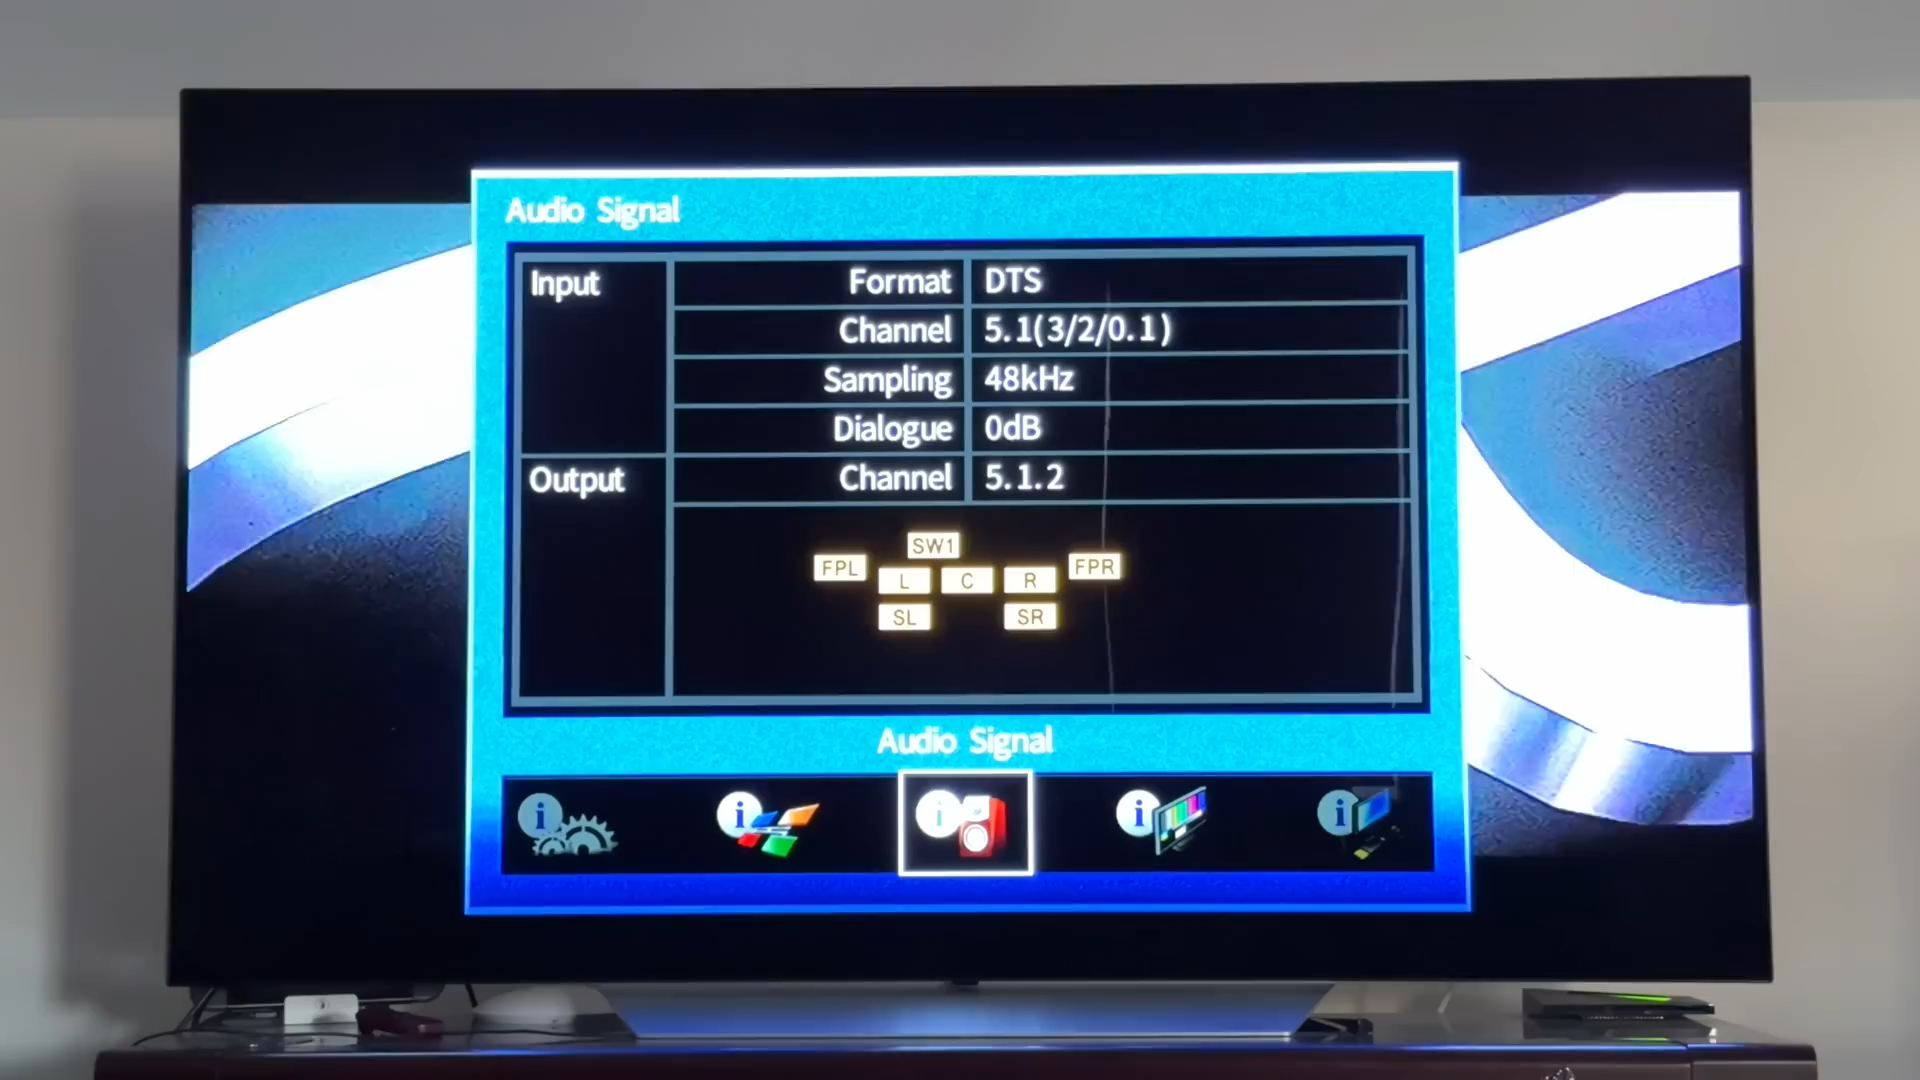 Audio Signal
Input Format DTS
Channel 5.1(3/2/0.1)
Sampling 48kHz
Dialogue 0dB
Output Channel 5.1.2
SW1
FPL FPR
L C R
SL SR
Audio Signal
i i i i i